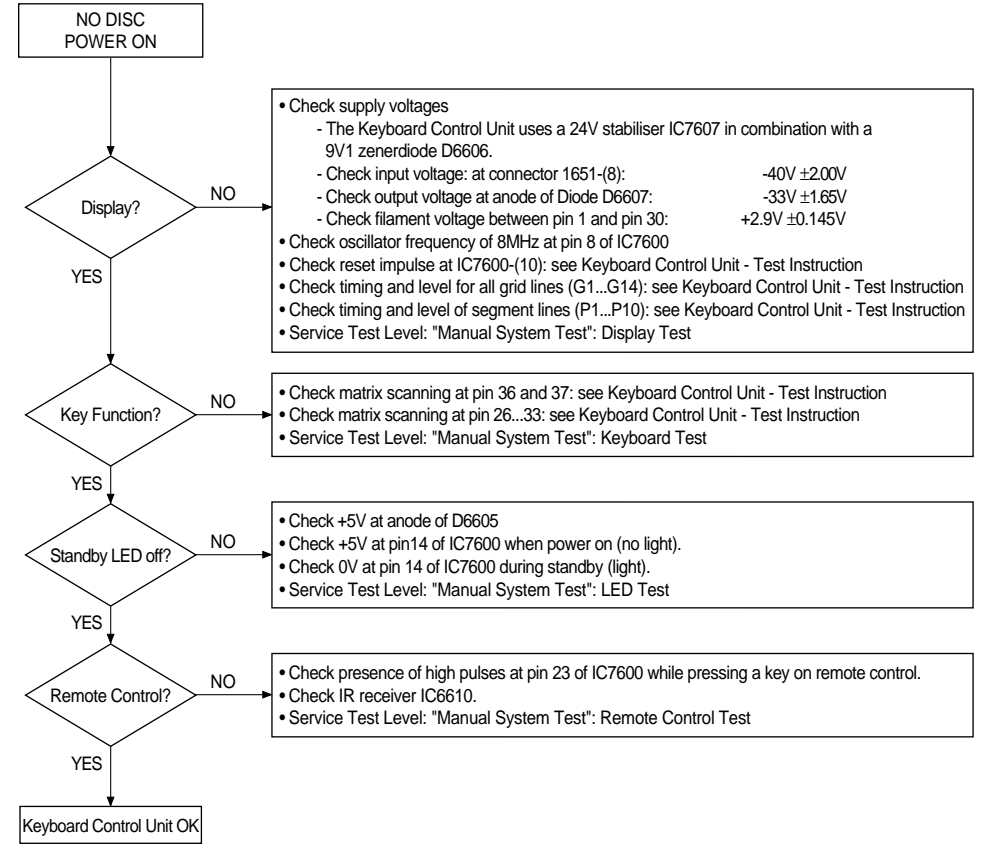 NO DISC
POWER ON
Display?
NO
YES
• Check supply voltages
- The Keyboard Control Unit uses a 24V stabiliser IC7607 in combination with a
9V1 zenerdiode D6606.
- Check input voltage: at connector 1651-(8): -40V ±2.00V
- Check output voltage at anode of Diode D6607: -33V ±1.65V
- Check filament voltage between pin 1 and pin 30: +2.9V ±0.145V
• Check oscillator frequency of 8MHz at pin 8 of IC7600
• Check reset impulse at IC7600-(10): see Keyboard Control Unit - Test Instruction
• Check timing and level for all grid lines (G1...G14): see Keyboard Control Unit - Test Instruction
• Check timing and level of segment lines (P1...P10): see Keyboard Control Unit - Test Instruction
• Service Test Level: "Manual System Test": Display Test
Key Function?
NO
YES
• Check matrix scanning at pin 36 and 37: see Keyboard Control Unit - Test Instruction
• Check matrix scanning at pin 26...33: see Keyboard Control Unit - Test Instruction
• Service Test Level: "Manual System Test": Keyboard Test
Standby LED off?
NO
YES
• Check +5V at anode of D6605
• Check +5V at pin14 of IC7600 when power on (no light).
• Check 0V at pin 14 of IC7600 during standby (light).
• Service Test Level: "Manual System Test": LED Test
Remote Control?
NO
YES
• Check presence of high pulses at pin 23 of IC7600 while pressing a key on remote control.
• Check IR receiver IC6610.
• Service Test Level: "Manual System Test": Remote Control Test
Keyboard Control Unit OK